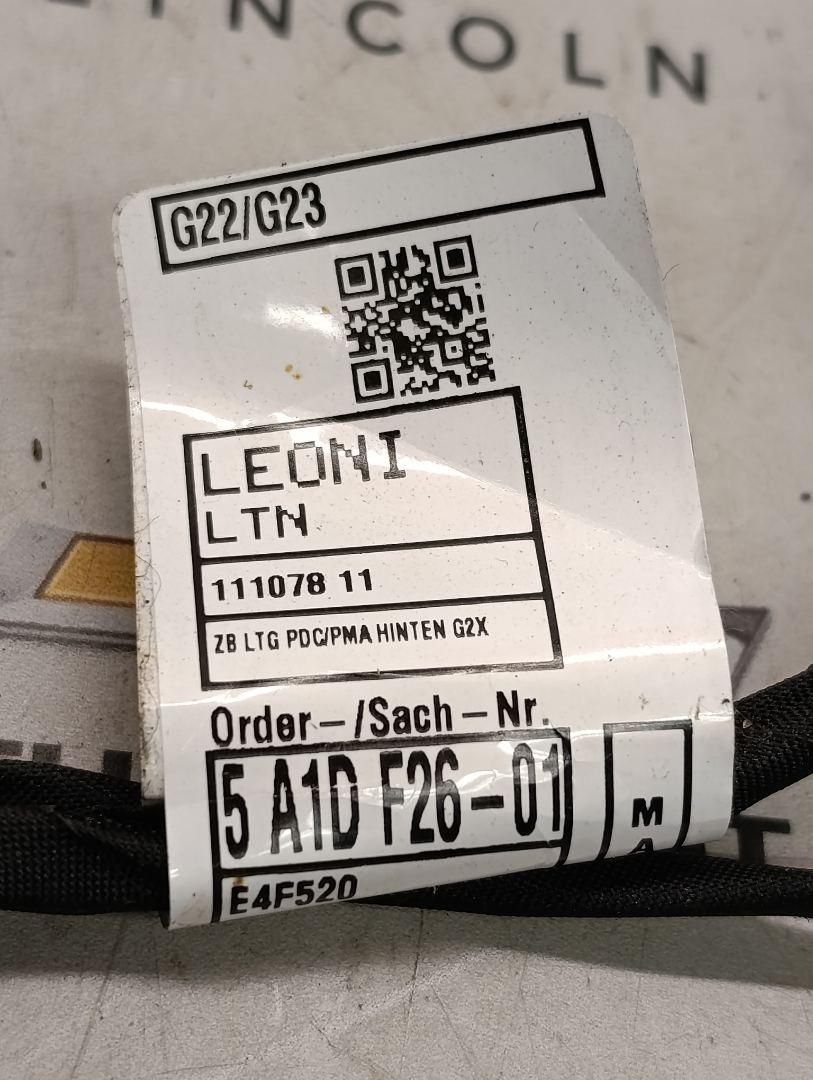 LINCOLN
G22/G23
LEONI
LTN
111078 11
ZB LTG PDC/PMA HINTEN G2X
Order-/Sach-Nr.
5 A1D F26-01
M
A
E4F520